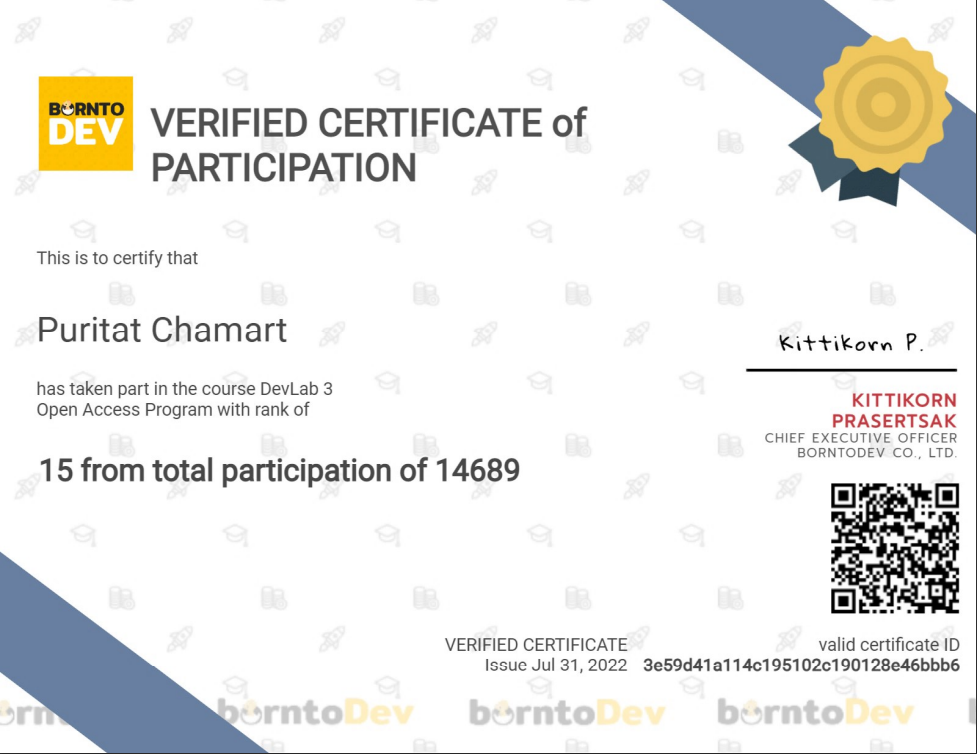 BORNTO
DEV
VERIFIED CERTIFICATE of
PARTICIPATION
This is to certify that
Puritat Chamart
has taken part in the course DevLab 3
Open Access Program with rank of
15 from total participation of 14689
Kittikorn P.
KITTIKORN
PRASERTSAK
CHIEF EXECUTIVE OFFICER
BORNTODEV CO., LTD.
VERIFIED CERTIFICATE
Issue Jul 31, 2022
valid certificate ID
3e59d41a114c195102c190128e46bbb6
borntoDev borntoDev borntoDev